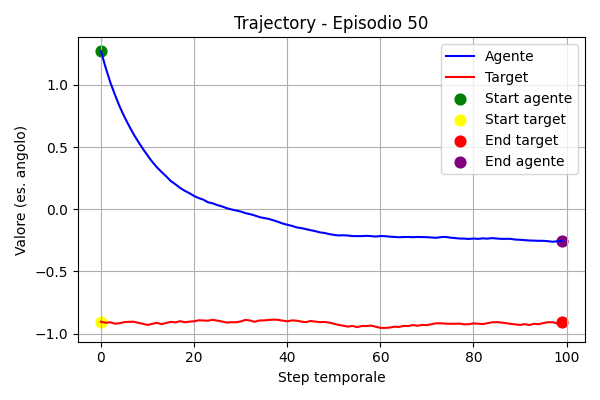 Trajectory - Episodio 50
Agente
Target
Start agente
Start target
End target
End agente
Valore (es. angolo)
1.0
0.5
0.0
−0.5
−1.0
0 20 40 60 80 100
Step temporale